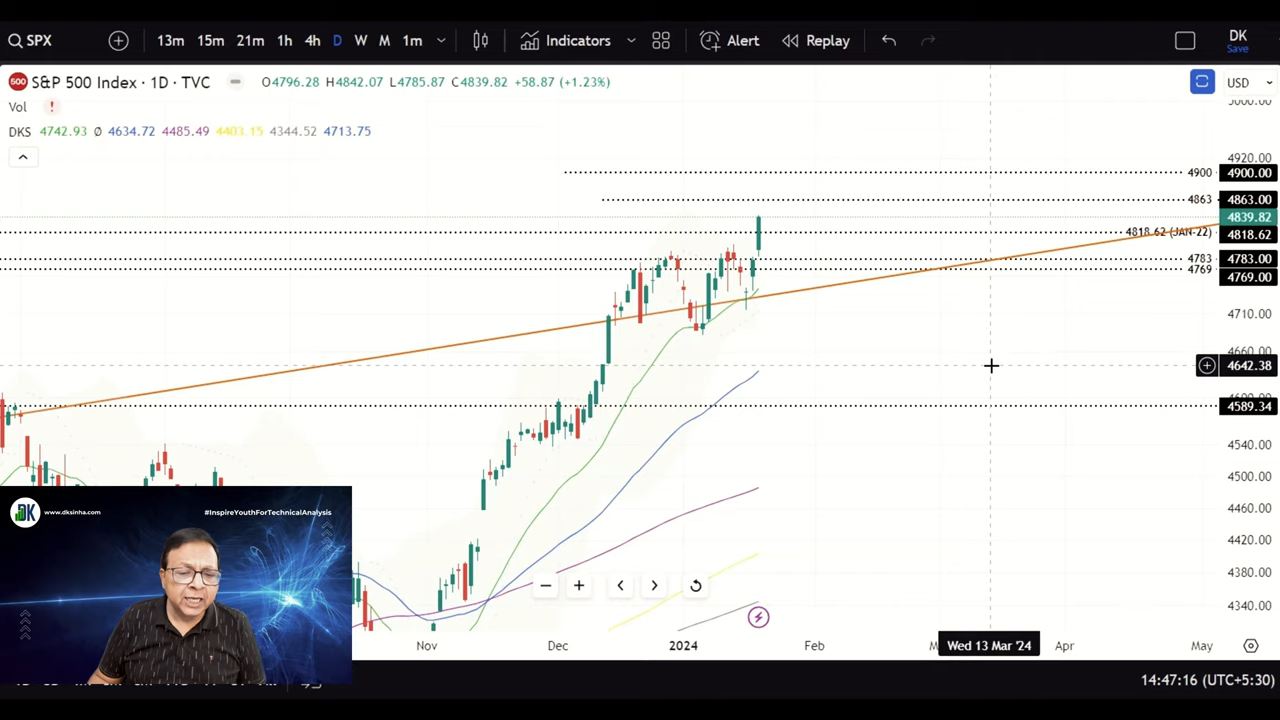 SPX 13m 15m 21m 1h 4h D W M 1m Indicators Alert Replay DK
Save
500 S&P 500 Index · 1D · TVC O4796.28 H4842.07 L4785.87 C4839.82 +58.87 (+1.23%) USD
Vol !
DKS 4742.93 Ø 4634.72 4485.49 4403.15 4344.52 4713.75
5000.00
4920.00
4900 4900.00
4863 4863.00
4839.82
4818.62 (JAN-22) 4818.62
4783 4783.00
4769 4769.00
4710.00
4660.00
4642.38
4600.00
4589.34
4540.00
4500.00
4460.00
4420.00
4380.00
4340.00
DK www.dksinha.com #InspireYouthForTechnicalAnalysis
Nov Dec 2024 Feb Wed 13 Mar '24 Apr May
14:47:16 (UTC+5:30)